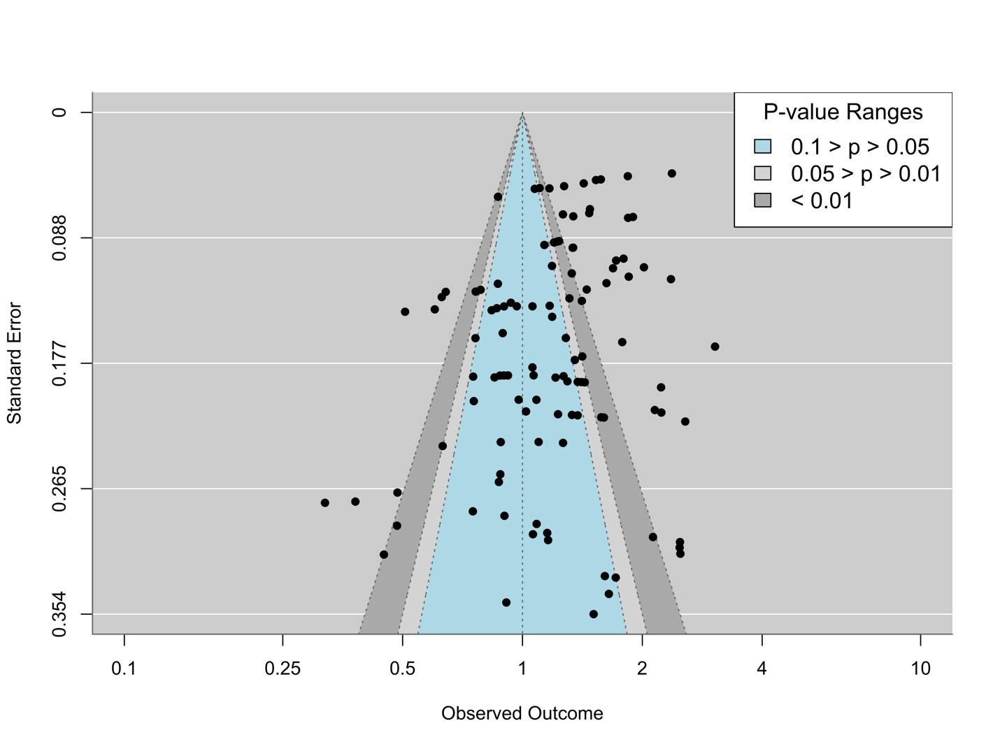 P-value Ranges
0.1 > p > 0.05
0.05 > p > 0.01
< 0.01
Standard Error
0
0.088
0.177
0.265
0.354
0.1 0.25 0.5 1 2 4 10
Observed Outcome